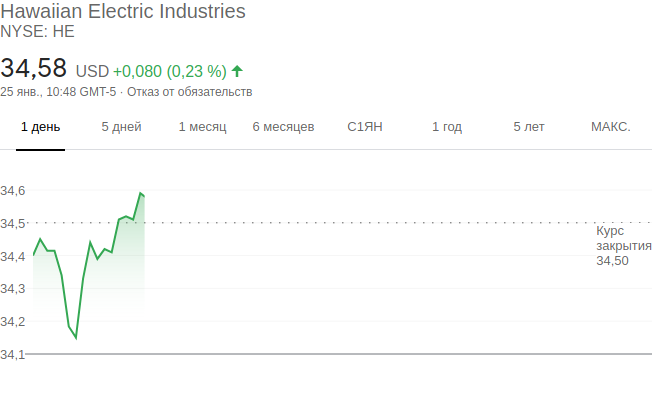 Hawaiian Electric Industries
NYSE: HE
34,58 USD +0,080 (0,23 %)
25 янв., 10:48 GMT-5 · Отказ от обязательств
1 день 5 дней 1 месяц 6 месяцев С1ЯН 1 год 5 лет МАКС.
34,6
34,5
Курс
закрытия
34,50
34,4
34,3
34,2
34,1